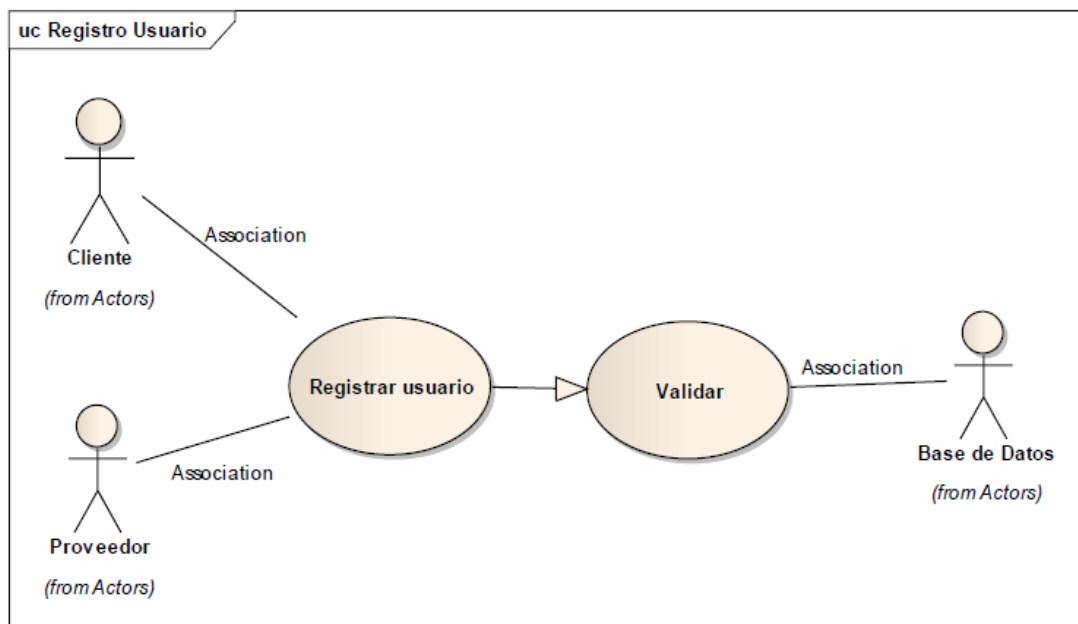 uc Registro Usuario
Cliente
(from Actors)
Association
Registrar usuario
Validar
Association
Base de Datos
(from Actors)
Association
Proveedor
(from Actors)